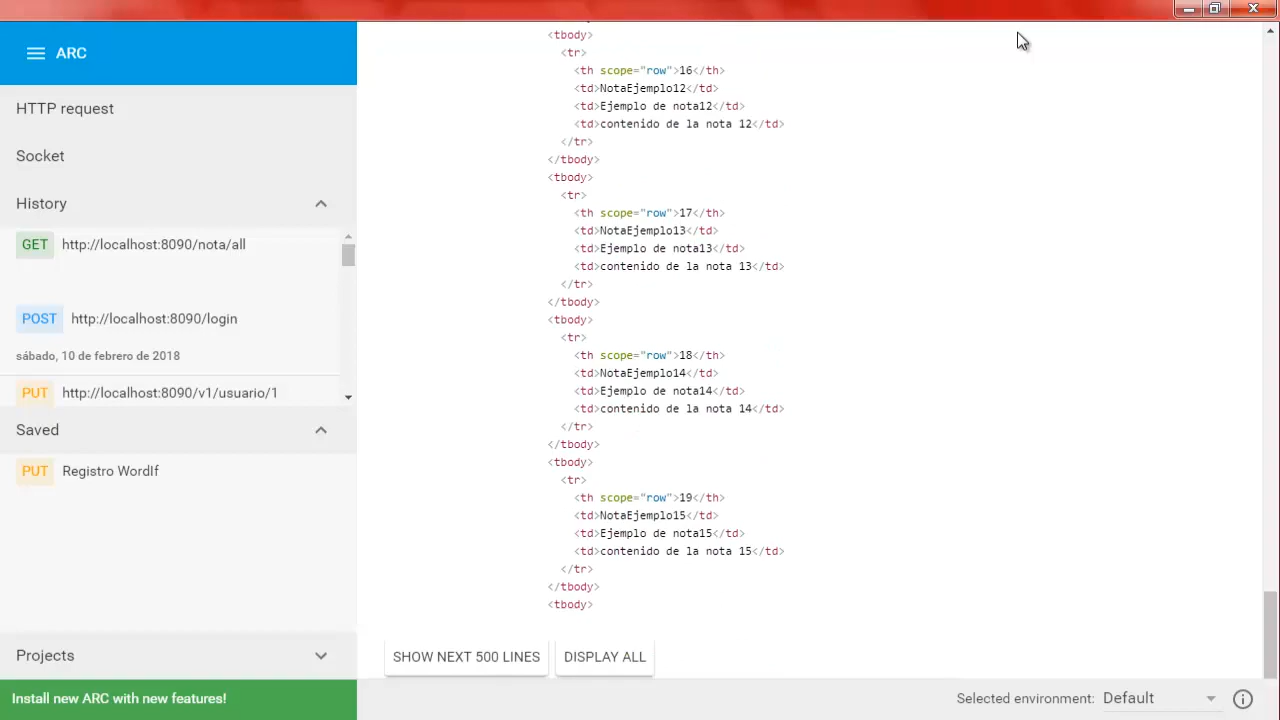 ARC
HTTP request
Socket
History
GET http://localhost:8090/nota/all
POST http://localhost:8090/login
sábado, 10 de febrero de 2018
PUT http://localhost:8090/v1/usuario/1
Saved
PUT Registro WordIf
Projects
Install new ARC with new features!
<tbody>
<tr>
<th scope="row">16</th>
<td>NotaEjemplo12</td>
<td>Ejemplo de nota12</td>
<td>contenido de la nota 12</td>
</tr>
</tbody>
<tbody>
<tr>
<th scope="row">17</th>
<td>NotaEjemplo13</td>
<td>Ejemplo de nota13</td>
<td>contenido de la nota 13</td>
</tr>
</tbody>
<tbody>
<tr>
<th scope="row">18</th>
<td>NotaEjemplo14</td>
<td>Ejemplo de nota14</td>
<td>contenido de la nota 14</td>
</tr>
</tbody>
<tbody>
<tr>
<th scope="row">19</th>
<td>NotaEjemplo15</td>
<td>Ejemplo de nota15</td>
<td>contenido de la nota 15</td>
</tr>
</tbody>
<tbody>
SHOW NEXT 500 LINES DISPLAY ALL
Selected environment: Default